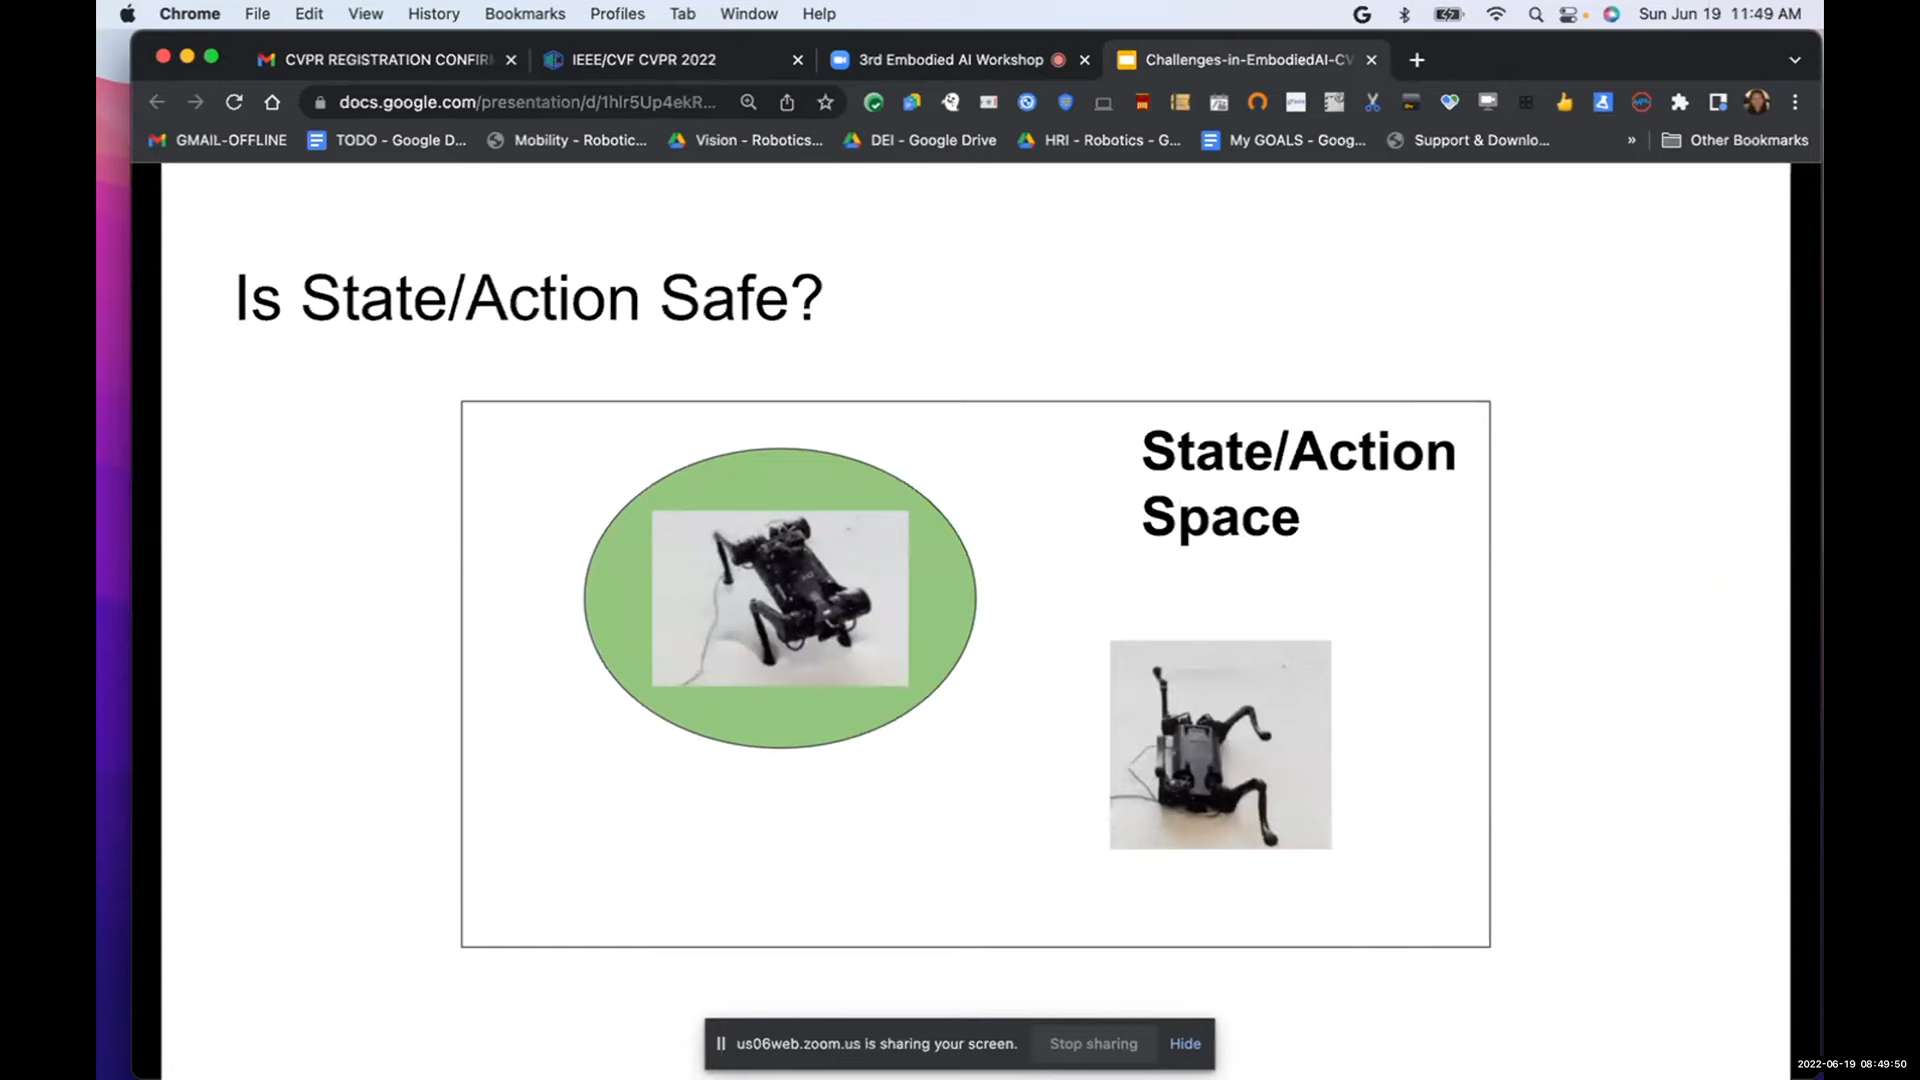 Chrome File Edit View History Bookmarks Profiles Tab Window Help Sun Jun 19 11:49 AM
CVPR REGISTRATION CONFIR IEEE/CVF CVPR 2022 3rd Embodied AI Workshop Challenges-in-EmbodiedAI-CV
docs.google.com/presentation/d/1hlr5Up4ekR...
GMAIL-OFFLINE TODO - Google D... Mobility - Robotic... Vision - Robotics... DEI - Google Drive HRI - Robotics - G... My GOALS - Goog... Support & Downlo... » Other Bookmarks
Is State/Action Safe?
State/Action
Space
us06web.zoom.us is sharing your screen. Stop sharing Hide
2022-06-19 08:49:50